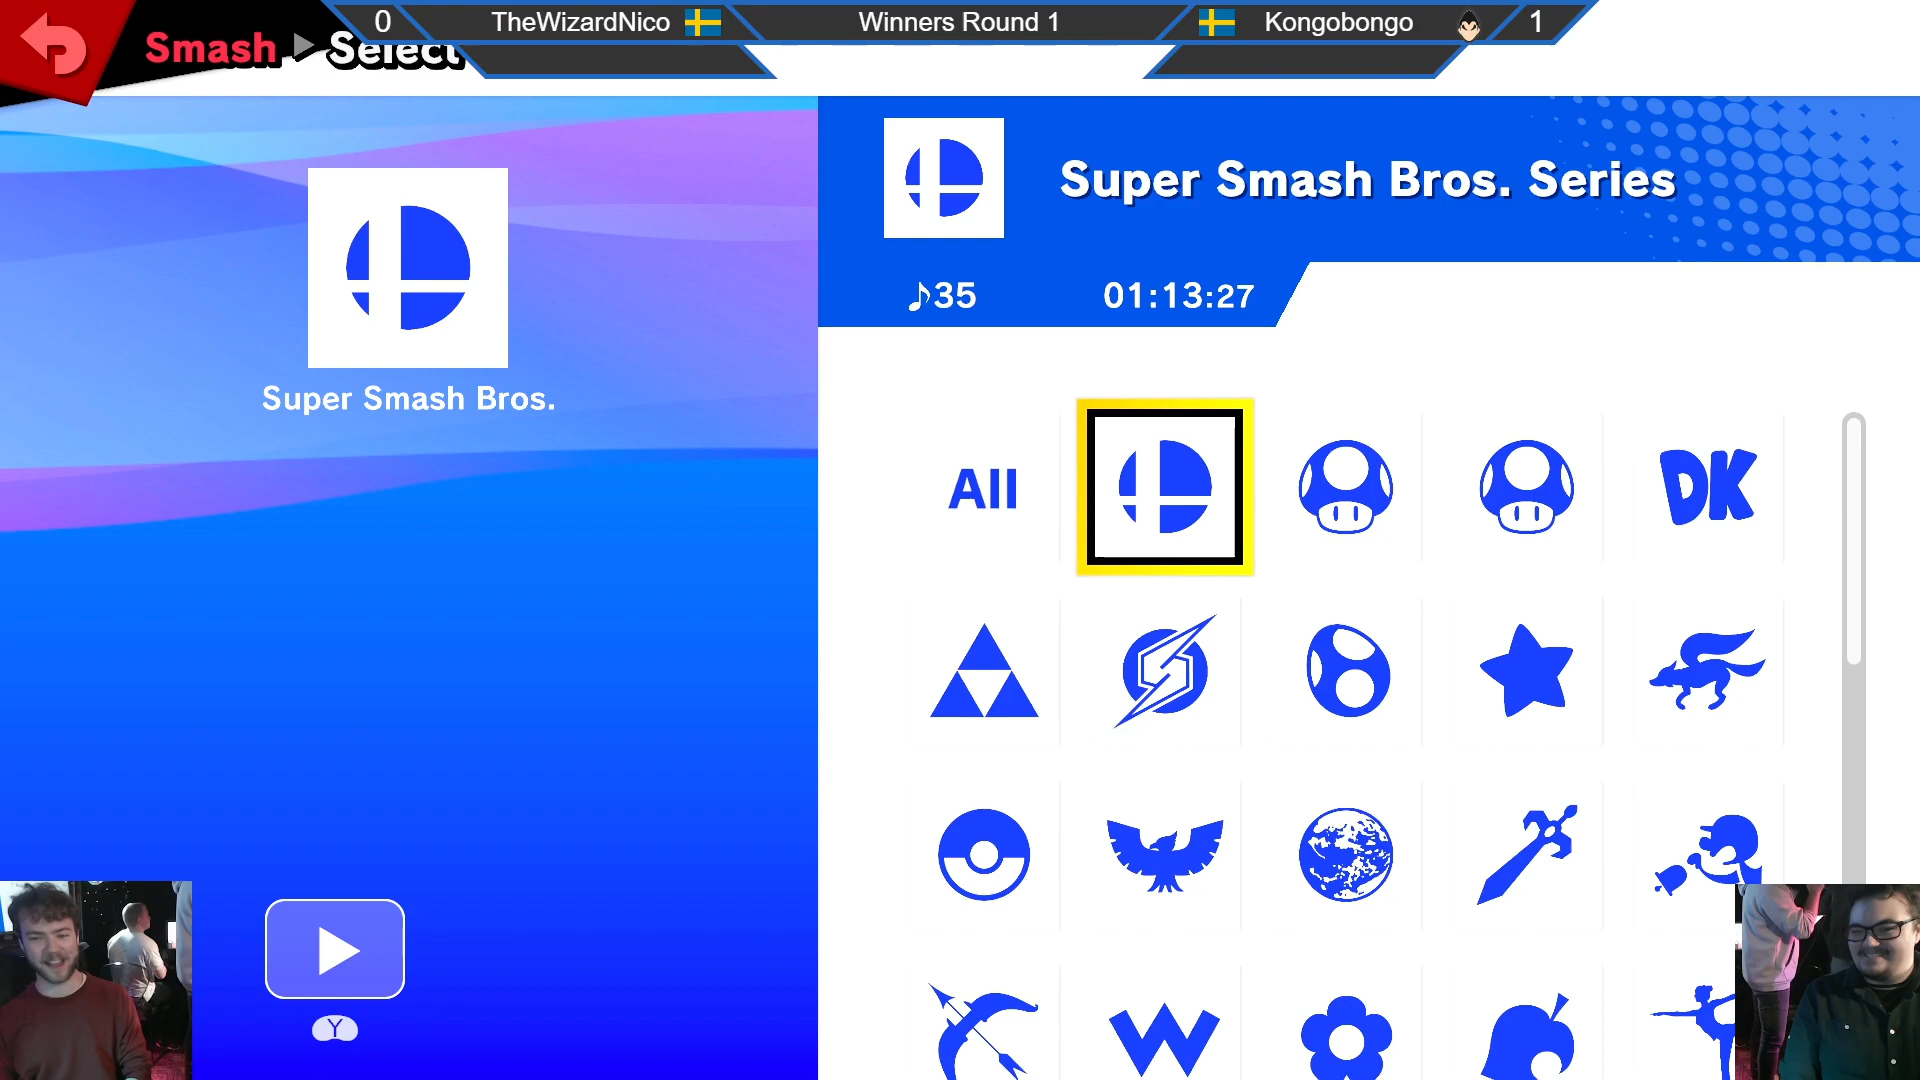 0 TheWizardNico Winners Round 1 Kongobongo 1
Smash Select
Super Smash Bros. Series
♪35 01:13:27
Super Smash Bros.
All
DK
Y